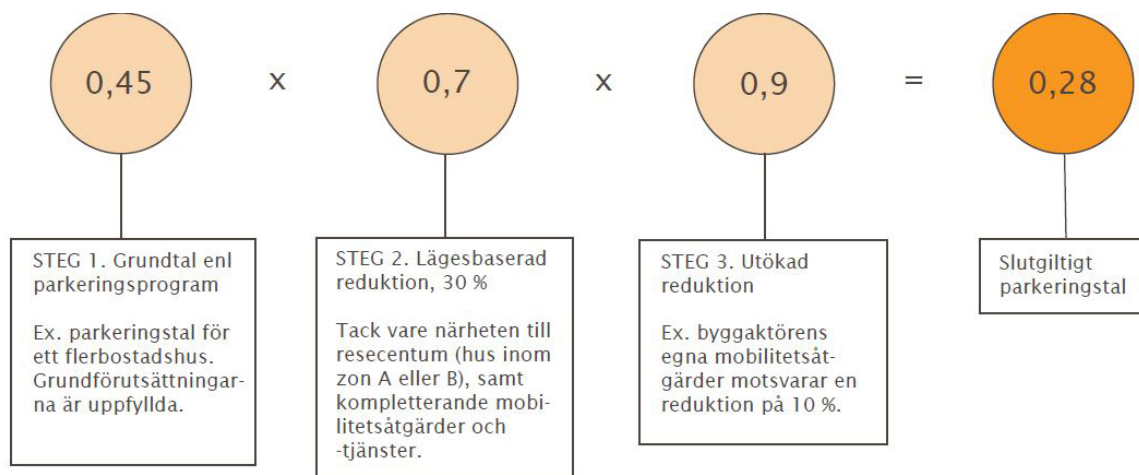 0,45 x 0,7 x 0,9 = 0,28
STEG 1. Grundtal enl
parkeringsprogram
Ex. parkeringstal för
ett flerbostadshus.
Grundförutsättningar-
na är uppfyllda.
STEG 2. Lägesbaserad
reduktion, 30 %
Tack vare närheten till
resecentum (hus inom
zon A eller B), samt
kompletterande mobi-
litetsåtgärder och
-tjänster.
STEG 3. Utökad
reduktion
Ex. byggaktörens
egna mobilitetsåt-
gärder motsvarar en
reduktion på 10 %.
Slutgiltigt
parkeringstal